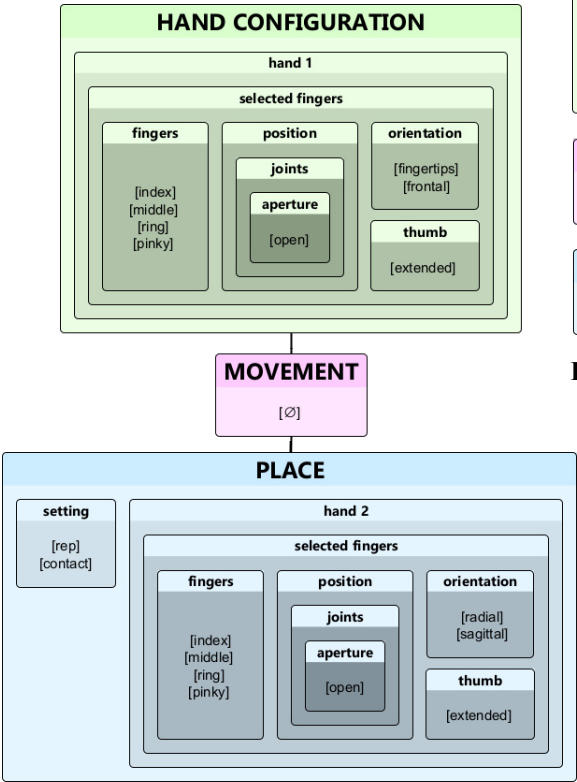 HAND CONFIGURATION
hand 1
selected fingers
fingers
[index]
[middle]
[ring]
[pinky]
position
joints
aperture
[open]
orientation
[fingertips]
[frontal]
thumb
[extended]
MOVEMENT
[∅]
PLACE
setting
[rep]
[contact]
hand 2
selected fingers
fingers
[index]
[middle]
[ring]
[pinky]
position
joints
aperture
[open]
orientation
[radial]
[sagittal]
thumb
[extended]